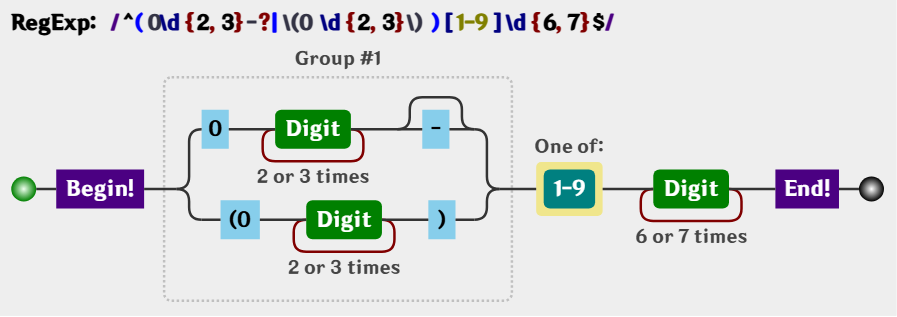 RegExp: /^(0\d{2,3}-?|\(0\d{2,3}\))[1-9]\d{6,7}$/
Group #1
0 Digit -
2 or 3 times
One of:
Begin! 1-9 Digit End!
(0 Digit )
6 or 7 times
2 or 3 times